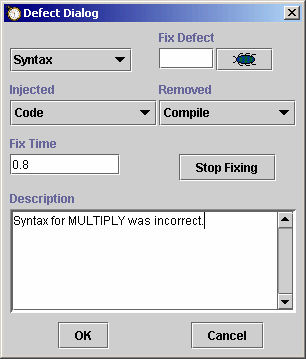 Defect Dialog
Fix Defect
Syntax
Injected
Removed
Code
Compile
Fix Time
0.8
Stop Fixing
Description
Syntax for MULTIPLY was incorrect.
OK
Cancel